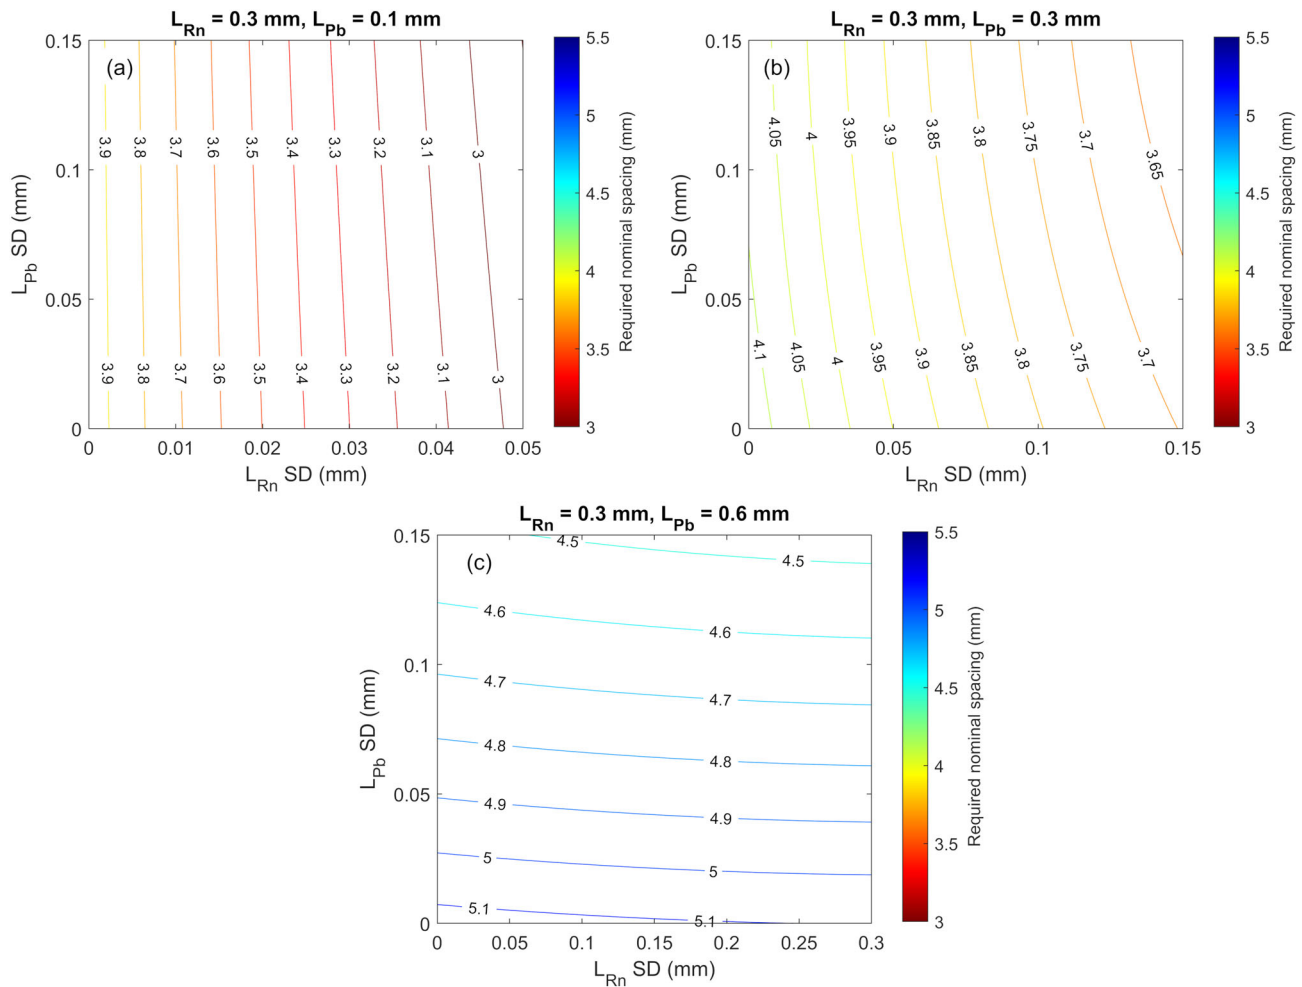 L_Rn = 0.3 mm, L_Pb = 0.1 mm
(a)
0.15
0.1
0.05
0
L_Pb SD (mm)
3.9 3.8 3.7 3.6 3.5 3.4 3.3 3.2 3.1 3
3.9 3.8 3.7 3.6 3.5 3.4 3.3 3.2 3.1 3
0 0.01 0.02 0.03 0.04 0.05
L_Rn SD (mm)
5.5
5
4.5
4
3.5
3
Required nominal spacing (mm)
L_Rn = 0.3 mm, L_Pb = 0.3 mm
(b)
0.15
0.1
0.05
0
L_Pb SD (mm)
4.05 4 3.95 3.9 3.85 3.8 3.75 3.7 3.65
4.1 4.05 4 3.95 3.9 3.85 3.8 3.75 3.7
0 0.05 0.1 0.15
L_Rn SD (mm)
5.5
5
4.5
4
3.5
3
Required nominal spacing (mm)
L_Rn = 0.3 mm, L_Pb = 0.6 mm
(c)
0.15
0.1
0.05
0
L_Pb SD (mm)
4.5 4.5
4.6 4.6
4.7 4.7
4.8 4.8
4.9 4.9
5 5
5.1 5.1
0 0.05 0.1 0.15 0.2 0.25 0.3
L_Rn SD (mm)
5.5
5
4.5
4
3.5
3
Required nominal spacing (mm)